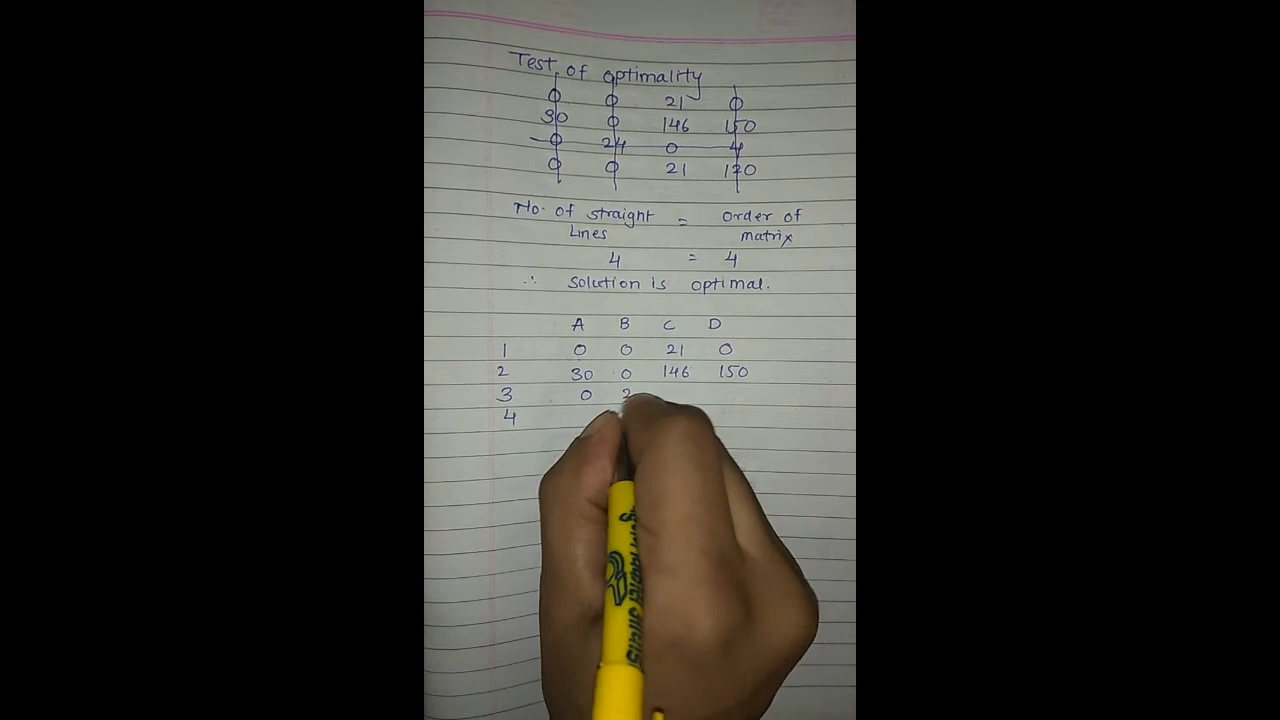 Test of optimality
0 0 21 0
30 0 146 150
0 24 0 4
0 0 21 120
No. of straight = order of
Lines matrix
4 = 4
∴ Solution is optimal.
A B C D
1 0 0 21 0
2 30 0 146 150
3 0 2
4